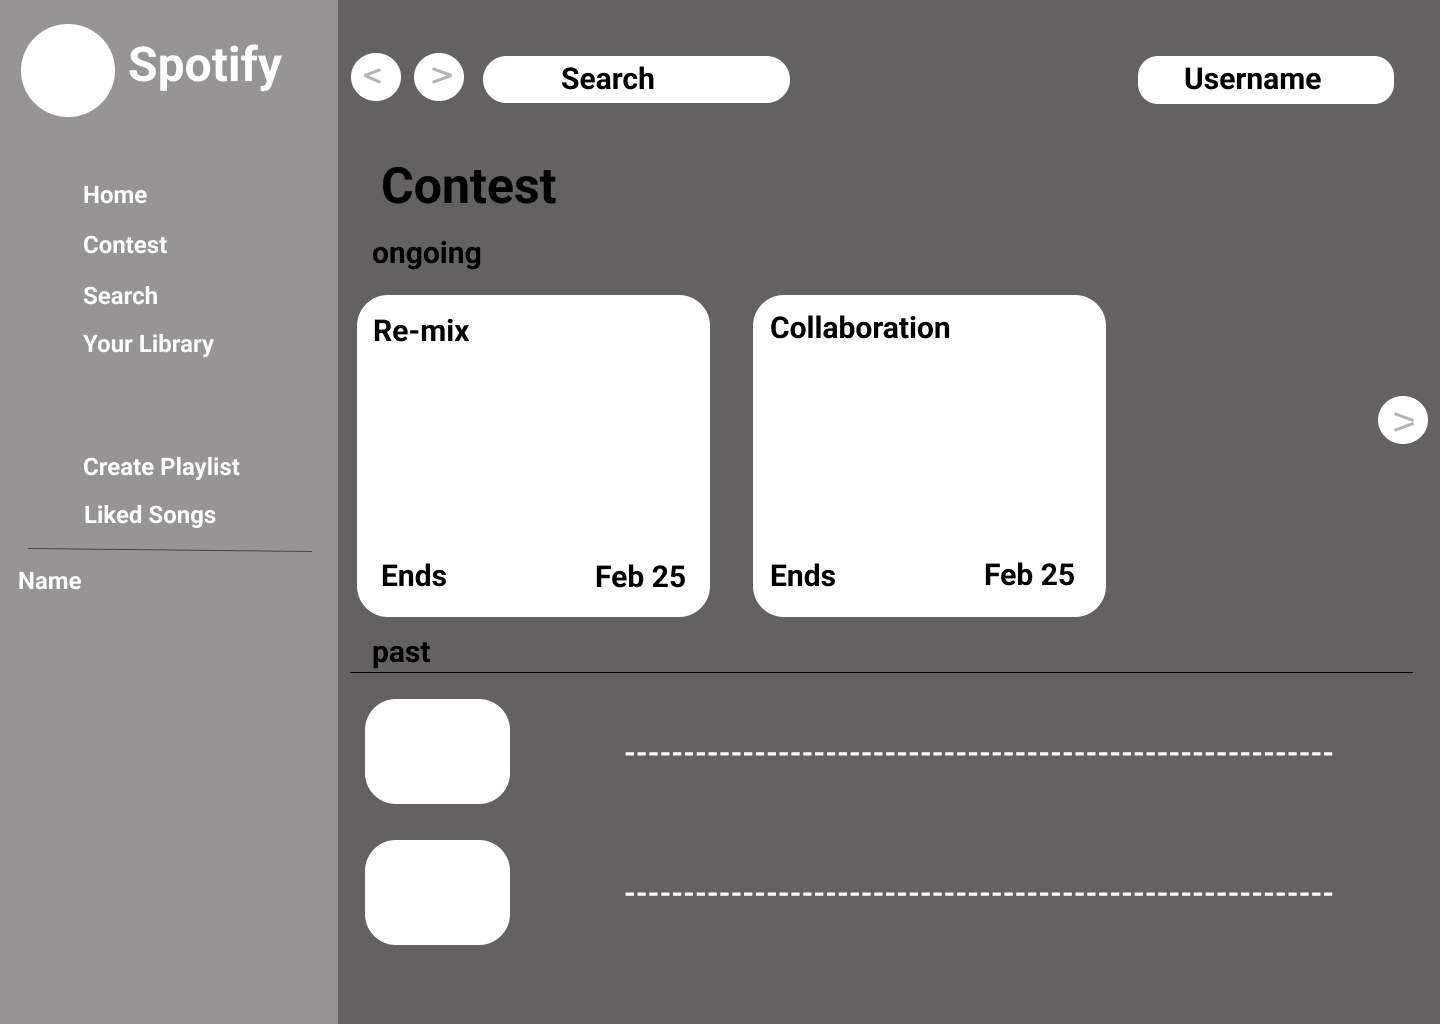 Spotify
< > Search Username
Home
Contest
Search
Your Library
Create Playlist
Liked Songs
Name
Contest
ongoing
Re-mix
Ends Feb 25
Collaboration
Ends Feb 25
>
past